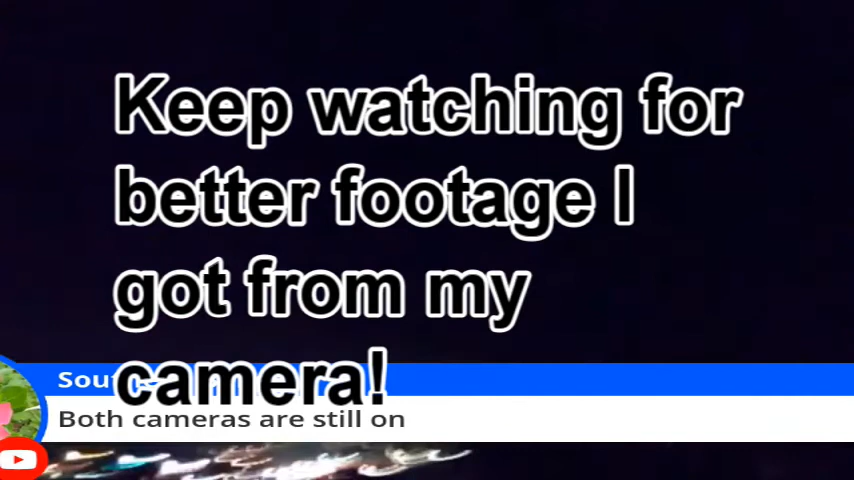 Keep watching for
better footage I
got from my
camera!
Both cameras are still on